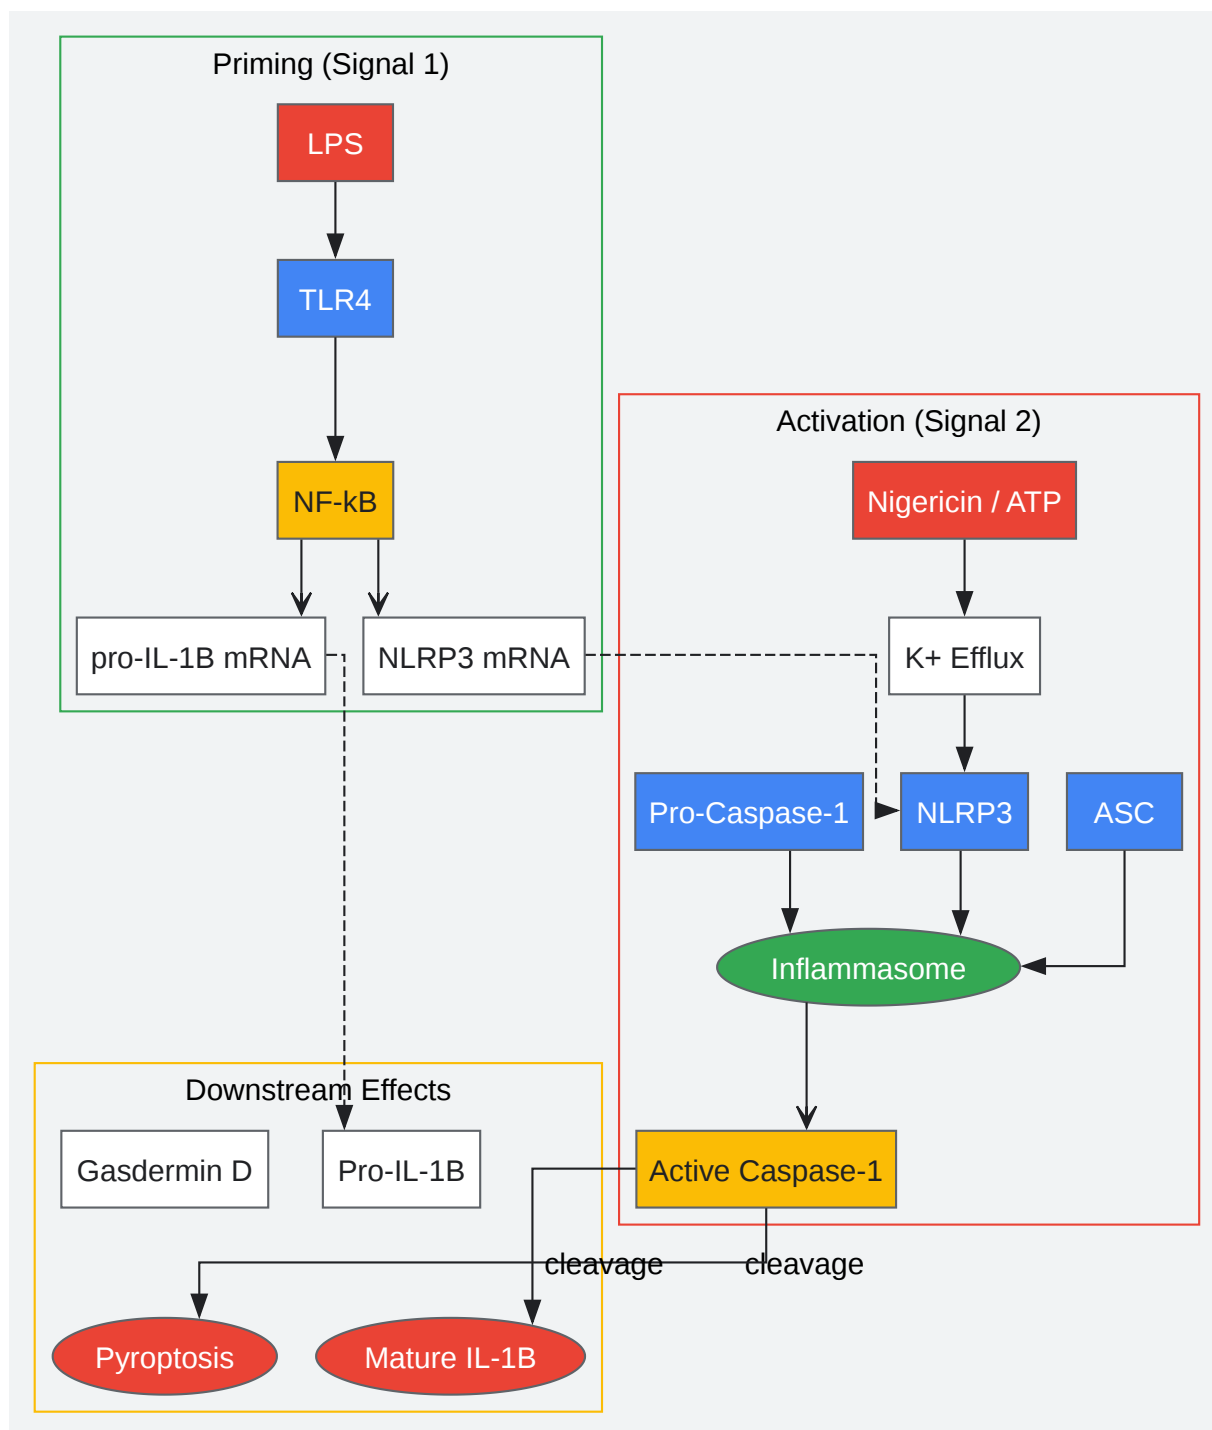 Priming (Signal 1)
LPS
TLR4
NF-kB
pro-IL-1B mRNA
NLRP3 mRNA
Activation (Signal 2)
Nigericin / ATP
K+ Efflux
Pro-Caspase-1
NLRP3
ASC
Inflammasome
Active Caspase-1
Downstream Effects
Gasdermin D
Pro-IL-1B
cleavage
cleavage
Pyroptosis
Mature IL-1B